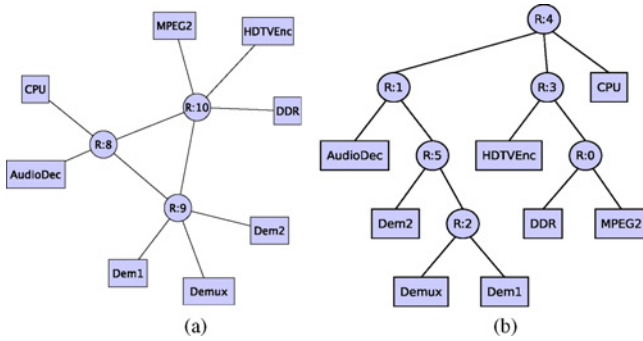 MPEG2
HDTVEnc
CPU
R:10
DDR
R:8
AudioDec
R:9
Dem2
Dem1
Demux
(a)
R:4
R:1
R:3
CPU
AudioDec
R:5
HDTVEnc
R:0
Dem2
R:2
DDR
MPEG2
Demux
Dem1
(b)